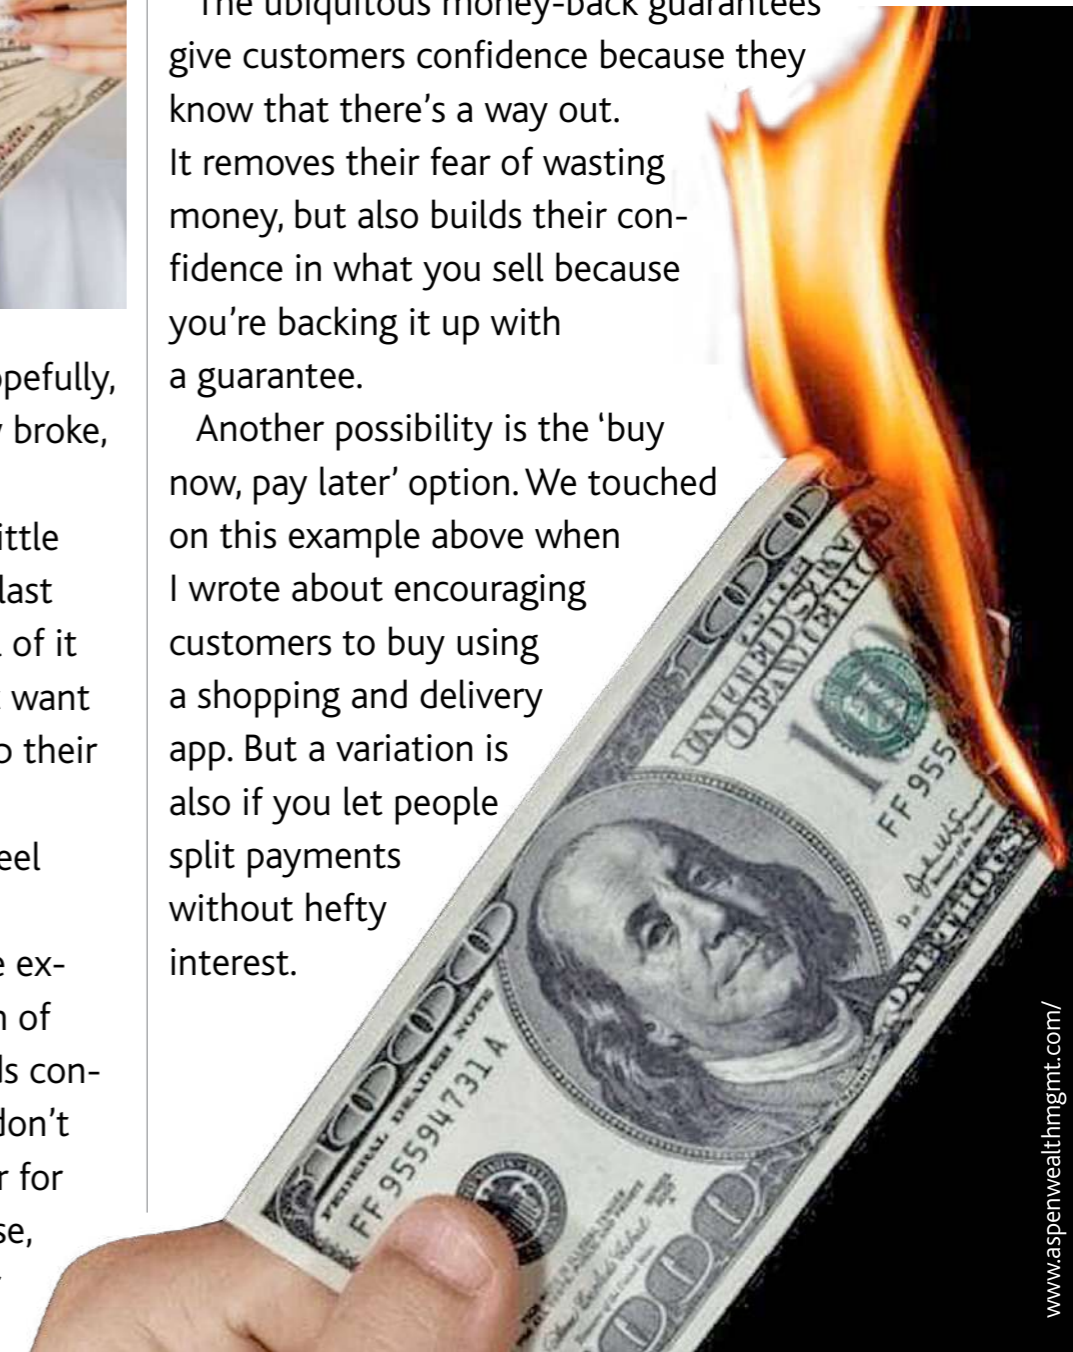 opefully,
broke,
ittle
last
of it
want
their
eel
ex-
of
con-
don't
for
se,
The ubiquitous money-back guarantees
give customers confidence because they
know that there's a way out.
It removes their fear of wasting
money, but also builds their con-
fidence in what you sell because
you're backing it up with
a guarantee.
Another possibility is the 'buy
now, pay later' option. We touched
on this example above when
I wrote about encouraging
customers to buy using
a shopping and delivery
app. But a variation is
also if you let people
split payments
without hefty
interest.
FF 955
FF 95594731 A
www.aspenwealthmgmt.com/